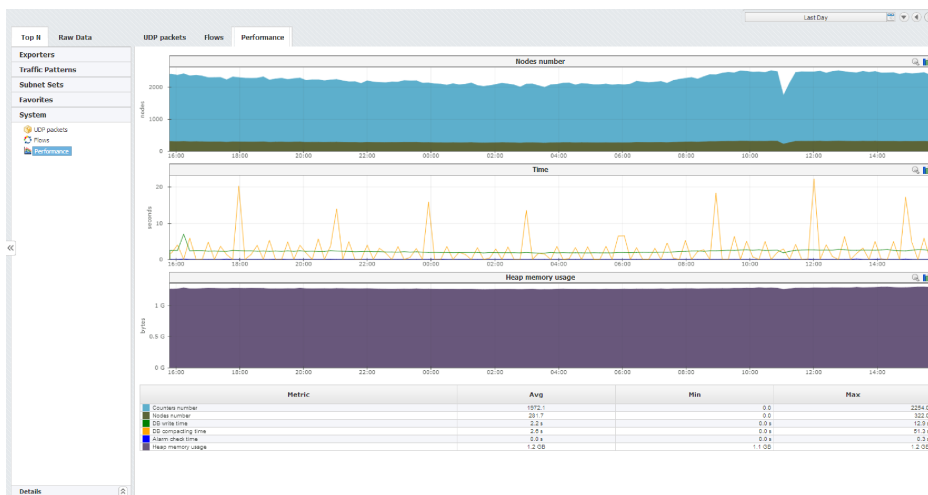 Last Day
Top N Raw Data UDP packets Flows Performance
Exporters
Traffic Patterns
Subnet Sets
Favorites
System
UDP packets
Flows
Performance
Nodes number
nodes
2000
1000
0
16:00 18:00 20:00 22:00 00:00 02:00 04:00 06:00 08:00 10:00 12:00 14:00
Time
seconds
20
10
0
16:00 18:00 20:00 22:00 00:00 02:00 04:00 06:00 08:00 10:00 12:00 14:00
Heap memory usage
bytes
1 G
0.5 G
0 G
16:00 18:00 20:00 22:00 00:00 02:00 04:00 06:00 08:00 10:00 12:00 14:00
Metric Avg Min Max
Counters number 1972.1 0.0 2254.0
Nodes number 281.7 0.0 322.0
DB write time 2.2 s 0.0 s 12.9 s
DB compacting time 2.6 s 0.0 s 51.3 s
Alarm check time 0.0 s 0.0 s 0.3 s
Heap memory usage 1.2 GB 1.1 GB 1.2 GB
Details